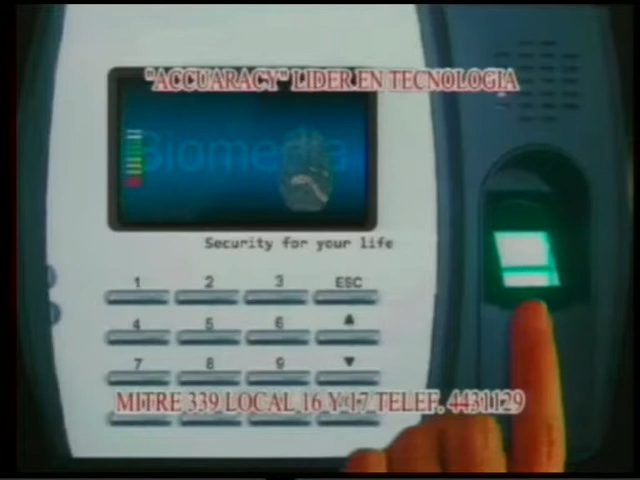 "ACCUARACY" LIDER EN TECNOLOGIA
Biomedia
Security for your life
1 2 3 ESC
4 5 6
7 8 9
MITRE 339 LOCAL 16 Y 17 TELEF. 4431129